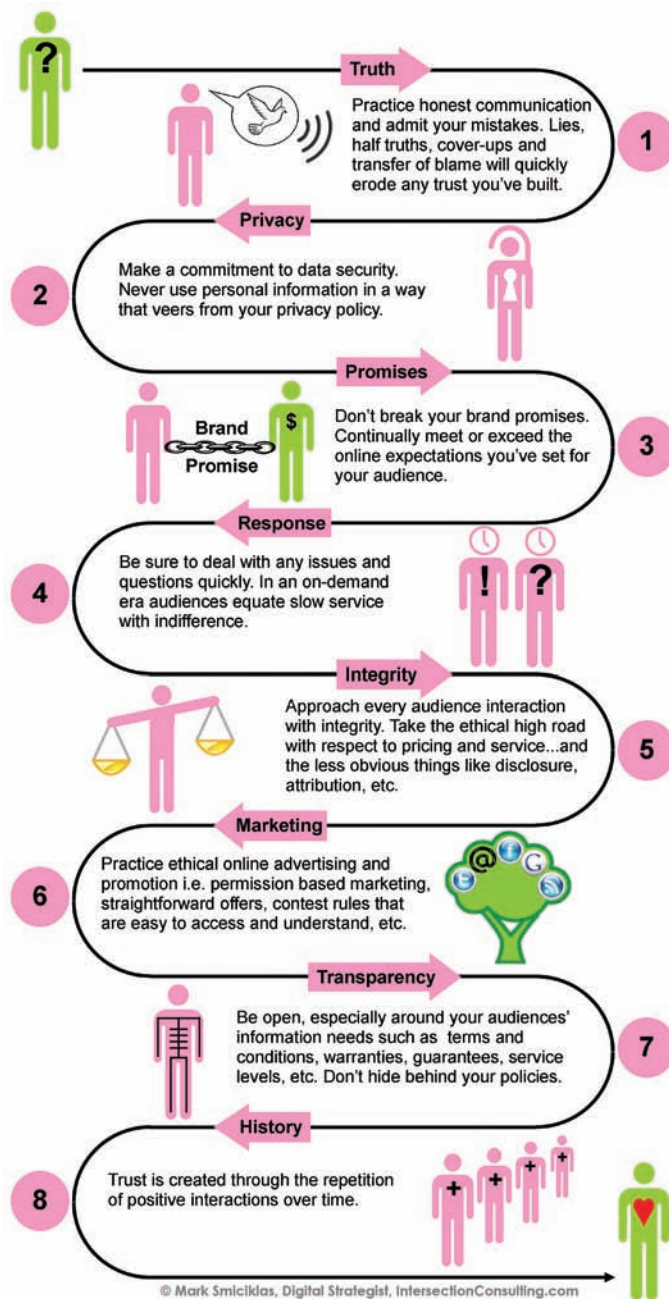 ?
Truth
Practice honest communication
and admit your mistakes. Lies,
half truths, cover-ups and
transfer of blame will quickly
erode any trust you've built.
1
Privacy
2
Make a commitment to data security.
Never use personal information in a way
that veers from your privacy policy.
Promises
Brand
Promise
$
Don't break your brand promises.
Continually meet or exceed the
online expectations you've set for
your audience.
3
Response
4
Be sure to deal with any issues and
questions quickly. In an on-demand
era audiences equate slow service
with indifference.
! ?
Integrity
Approach every audience interaction
with integrity. Take the ethical high road
with respect to pricing and service...and
the less obvious things like disclosure,
attribution, etc.
5
Marketing
6
Practice ethical online advertising and
promotion i.e. permission based marketing,
straightforward offers, contest rules that
are easy to access and understand, etc.
t @ f G
Transparency
Be open, especially around your audiences'
information needs such as terms and
conditions, warranties, guarantees, service
levels, etc. Don't hide behind your policies.
7
History
8
Trust is created through the repetition
of positive interactions over time.
+ + + +
© Mark Smiciklas, Digital Strategist, IntersectionConsulting.com